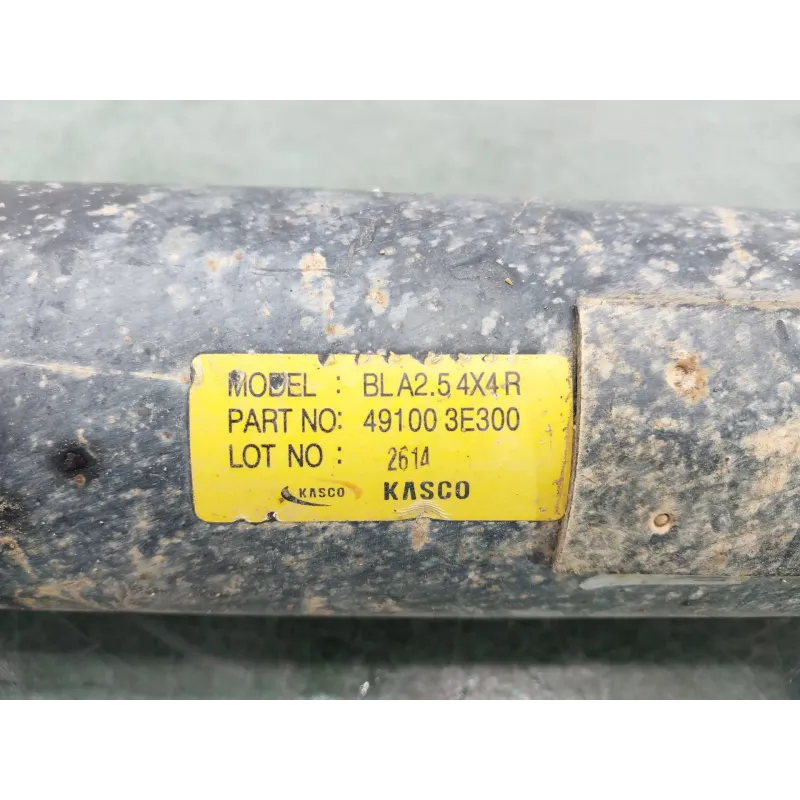 MODEL : BL A2.5 4X4 R
PART NO: 49100 3E300
LOT NO : 2614
KASCO KASCO